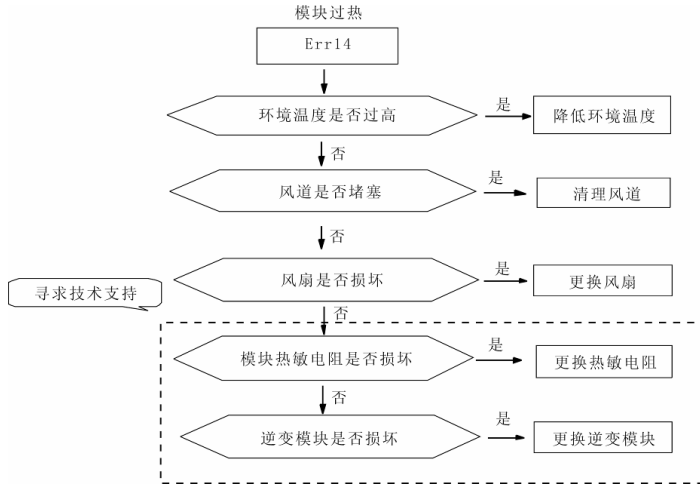 模块过热
Err14
环境温度是否过高
是
降低环境温度
否
风道是否堵塞
是
清理风道
否
风扇是否损坏
是
更换风扇
寻求技术支持
否
模块热敏电阻是否损坏
是
更换热敏电阻
否
逆变模块是否损坏
是
更换逆变模块